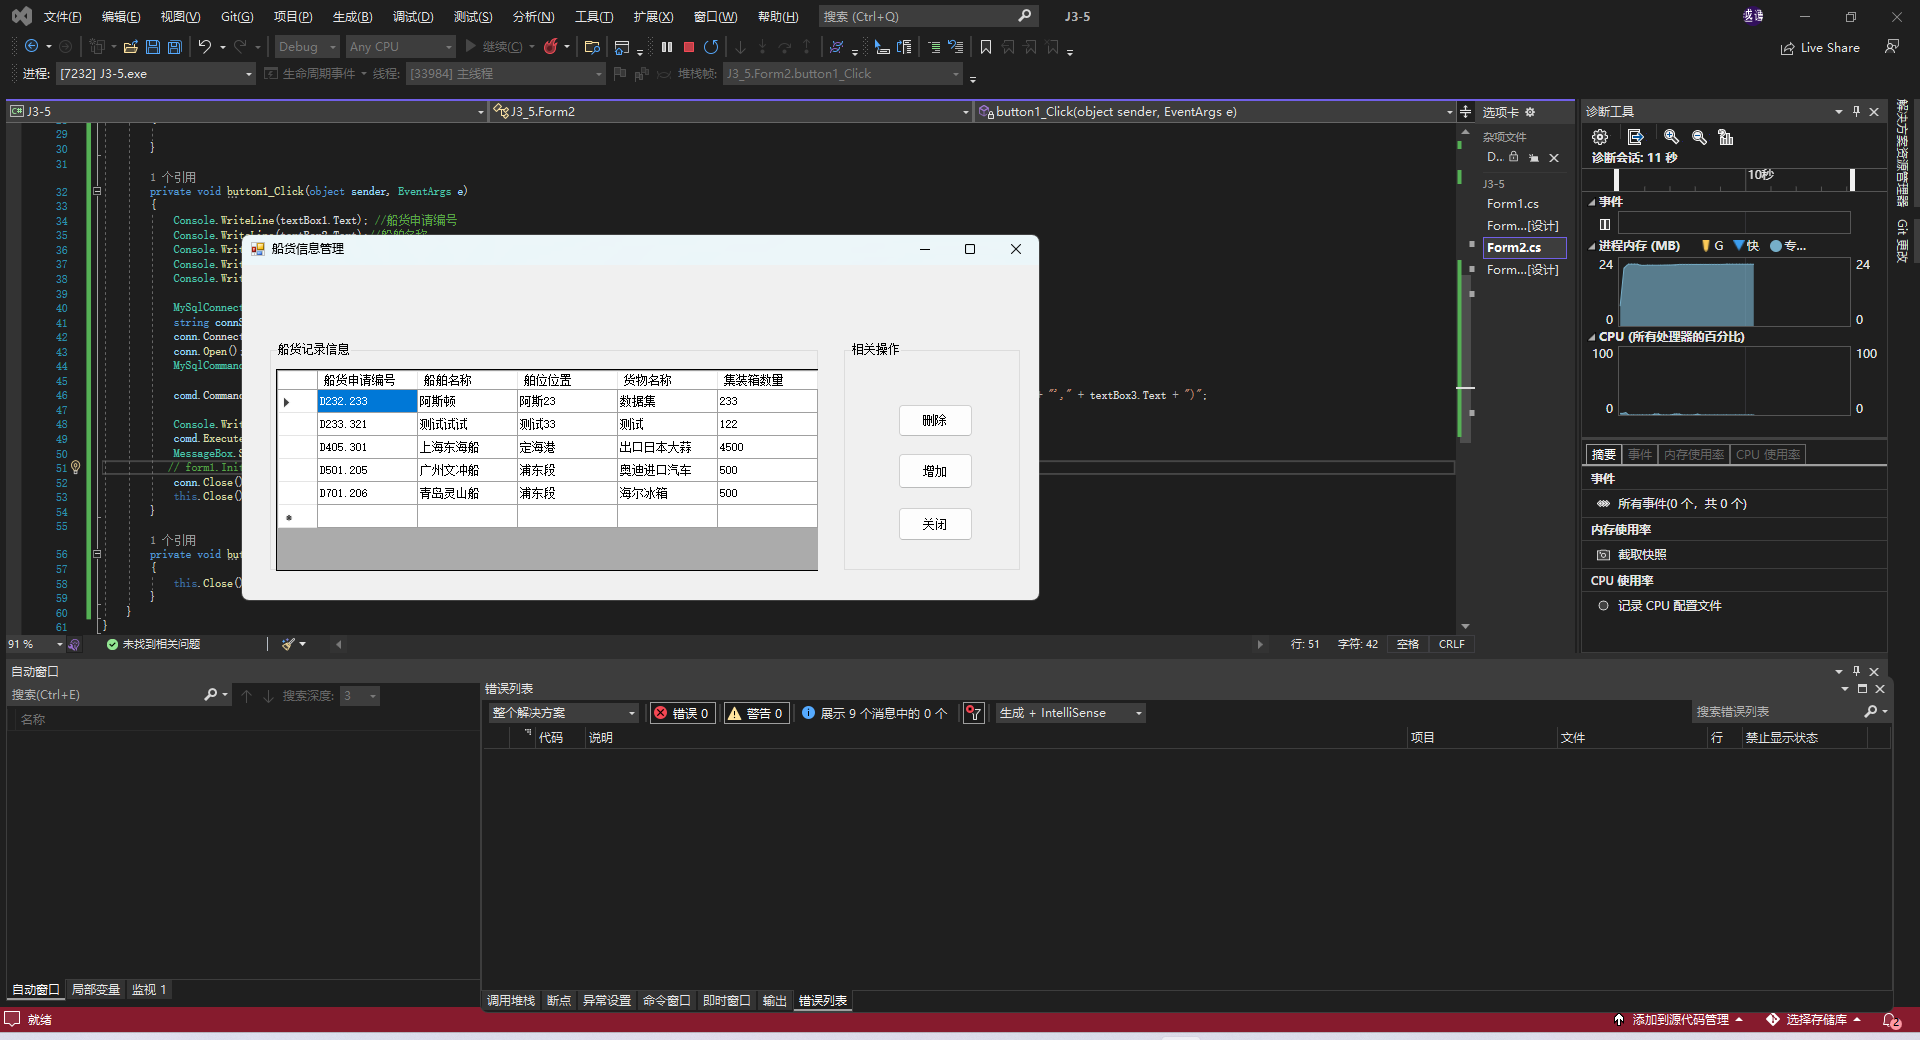 文件(F) 编辑(E) 视图(V) Git(G) 项目(P) 生成(B) 调试(D) 测试(S) 分析(N) 工具(T) 扩展(X) 窗口(W) 帮助(H) 搜索 (Ctrl+Q) J3-5
Debug Any CPU 继续(C) Live Share
进程: [7232] J3-5.exe 生命周期事件 线程: [33984] 主线程 堆栈帧: J3_5.Form2.button1_Click
J3-5 J3_5.Form2 button1_Click(object sender, EventArgs e)
29
30 }
31
1 个引用
32 private void button1_Click(object sender, EventArgs e)
33 {
34 Console.WriteLine(textBox1.Text); //船货申请编号
35 Console.WriteLine(textBox2.Text);//船舶名称
36 Console.Writ
37 Console.Writ
38 Console.Writ
39
40 MySqlConnect
41 string connS
42 conn.Connect
43 conn.Open();
44 MySqlCommand
45
46 comd.Comman + "'," + textBox3.Text + ")";
47
48 Console.Writ
49 comd.Execute
50 MessageBox.S
51 // form1.Init
52 conn.Close()
53 this.Close()
54 }
55
1 个引用
56 private void but
57 {
58 this.Close()
59 }
60 }
61 }
船货信息管理
船货记录信息
船货申请编号 船舶名称 舶位位置 货物名称 集装箱数量
D232.233 阿斯顿 阿斯23 数据集 233
D233.321 测试试试 测试33 测试 122
D405.301 上海东海船 定海港 出口日本大蒜 4500
D501.205 广州文冲船 浦东段 奥迪进口汽车 500
D701.206 青岛灵山船 浦东段 海尔冰箱 500
相关操作
删除
增加
关闭
91 % 未找到相关问题 行: 51 字符: 42 空格 CRLF
选项卡
杂项文件
D...
J3-5
Form1.cs
Form...[设计]
Form2.cs
Form...[设计]
诊断工具
诊断会话: 11 秒
10秒
事件
进程内存 (MB) G 快 专...
24 24
0 0
CPU (所有处理器的百分比)
100 100
0 0
摘要 事件 内存使用率 CPU 使用率
事件
所有事件(0 个，共 0 个)
内存使用率
截取快照
CPU 使用率
记录 CPU 配置文件
解决方案资源管理器
Git 更改
自动窗口
搜索(Ctrl+E) 搜索深度: 3
名称
自动窗口 局部变量 监视 1
错误列表
整个解决方案 错误 0 警告 0 展示 9 个消息中的 0 个 生成 + IntelliSense 搜索错误列表
代码 说明 项目 文件 行 禁止显示状态
调用堆栈 断点 异常设置 命令窗口 即时窗口 输出 错误列表
就绪 添加到源代码管理 选择存储库 2